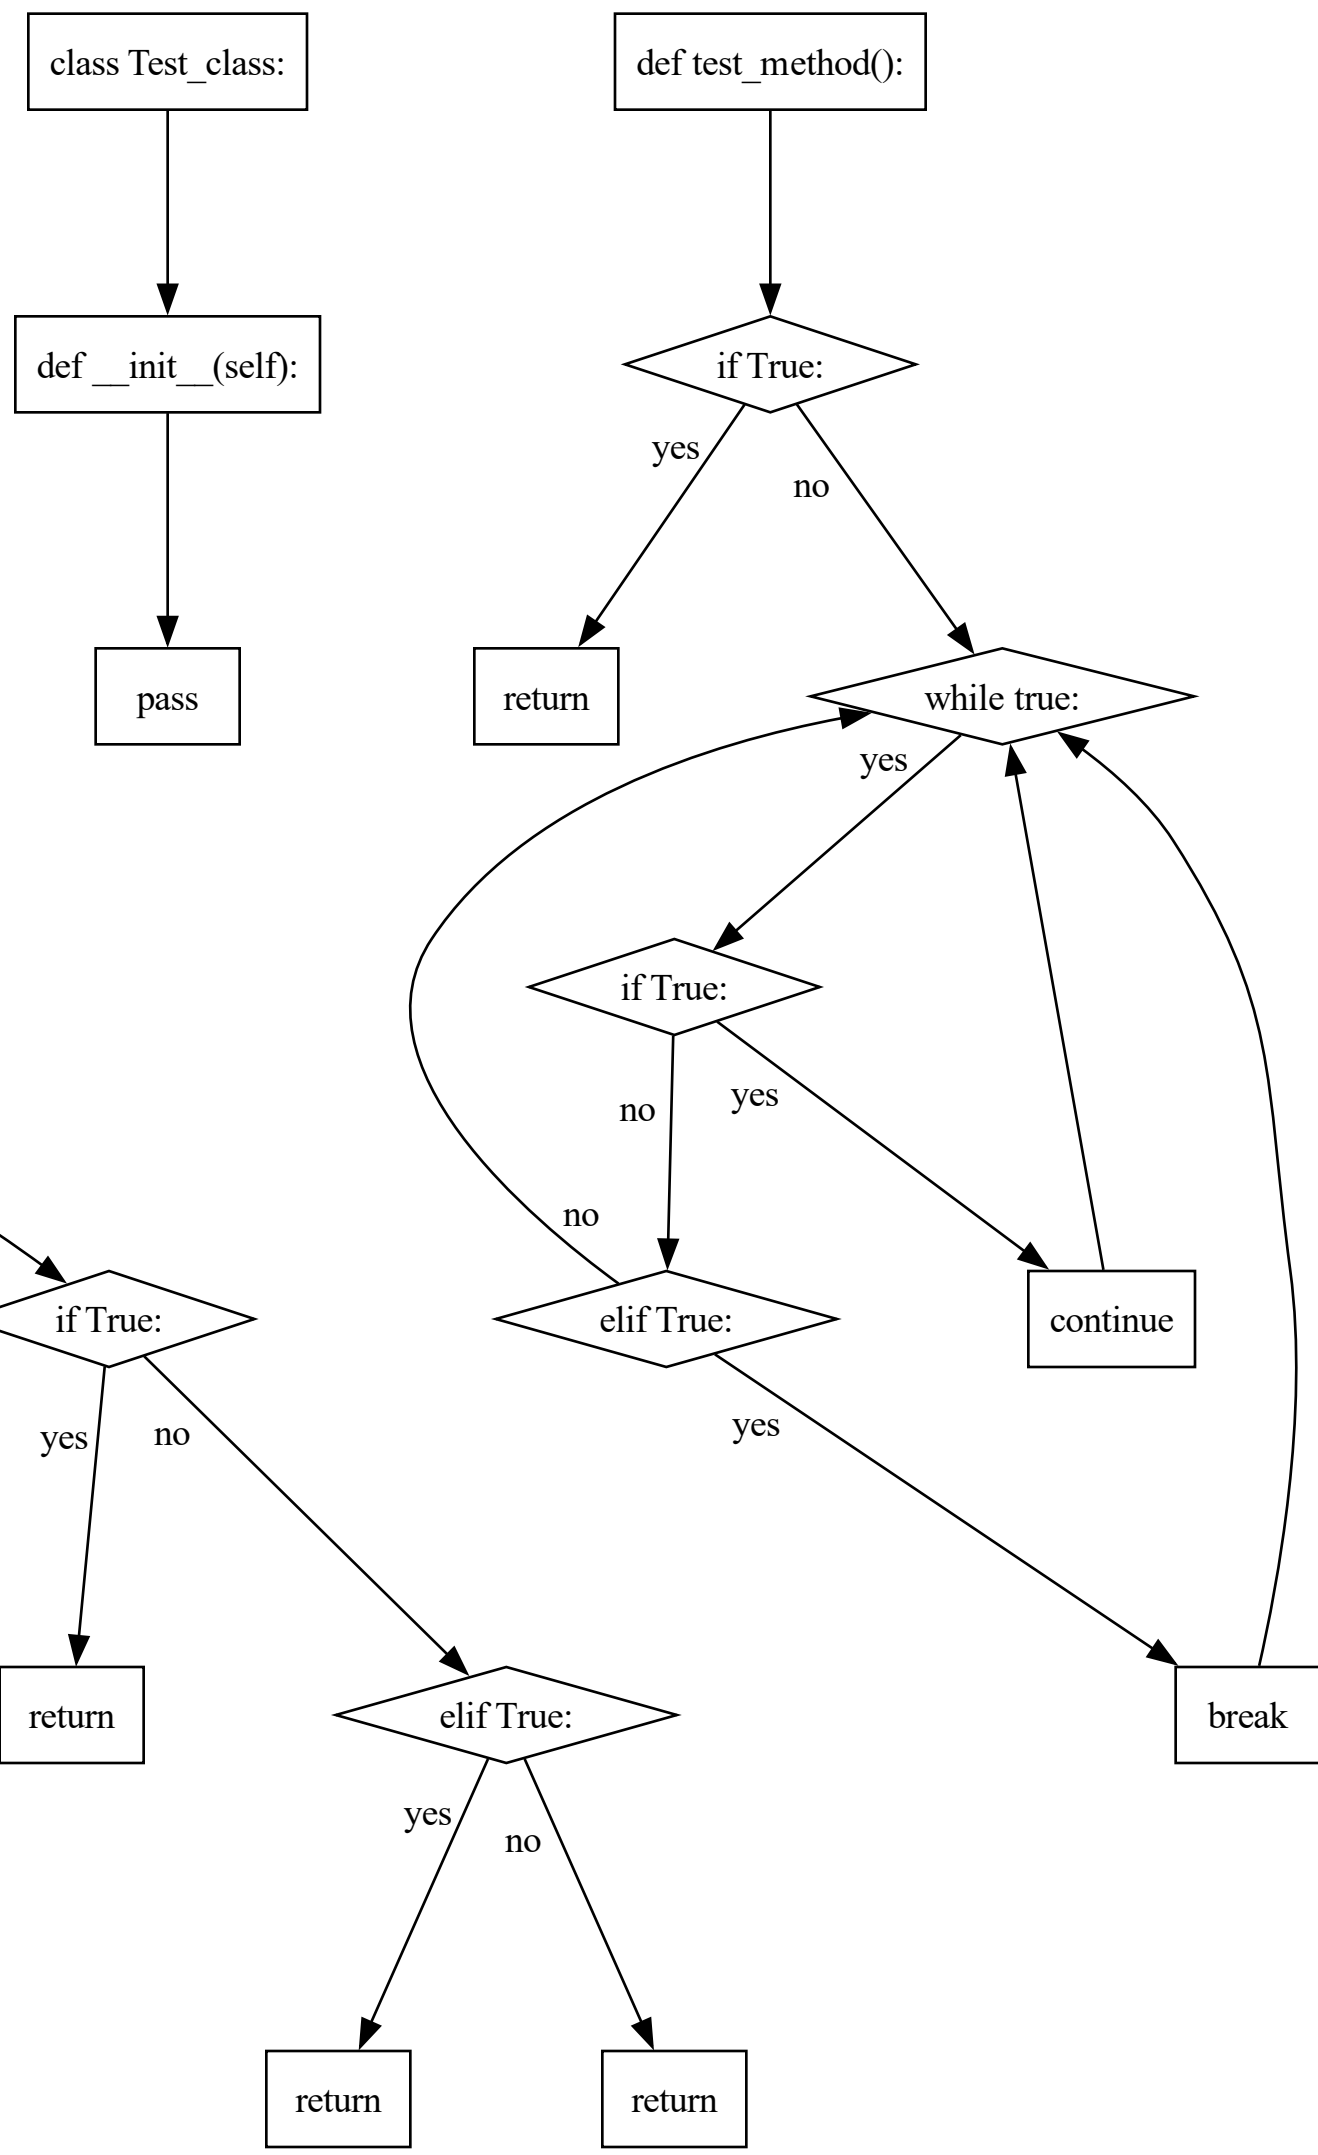 class Test_class:
def test_method():
def __init__(self):
if True:
yes
no
pass
return
while true:
yes
if True:
no
yes
no
if True:
elif True:
continue
yes
no
yes
return
elif True:
break
yes
no
return
return